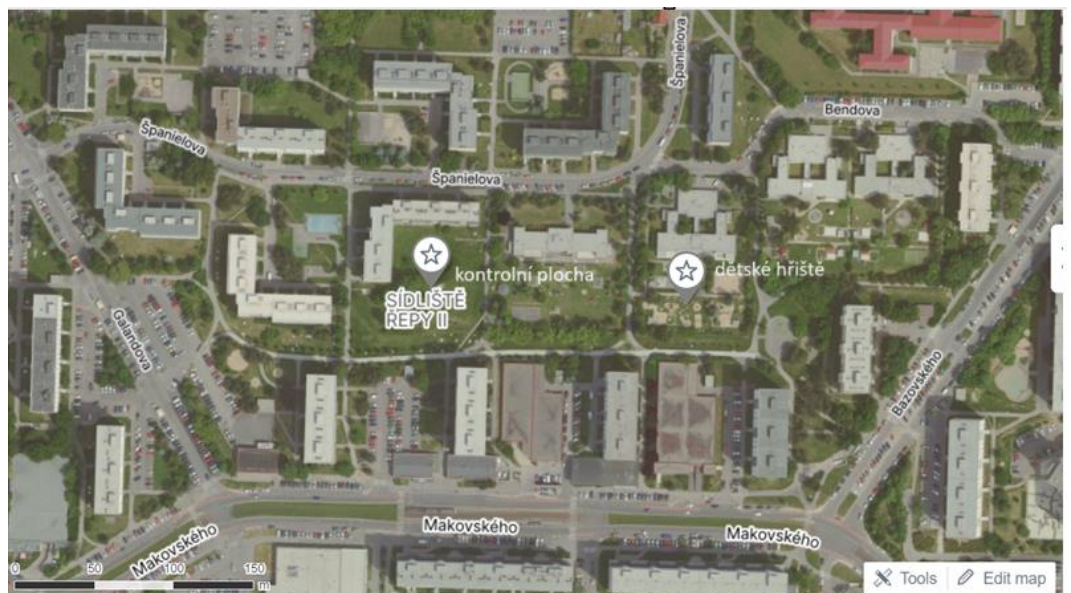 Španielova
Bendova
Španielova
Španielova
kontrolní plocha
dětské hřiště
SÍDLIŠTĚ
ŘEPY II
Galandova
Bazovského
Makovského
Makovského
Makovského
0 50 100 150
m
Tools Edit map